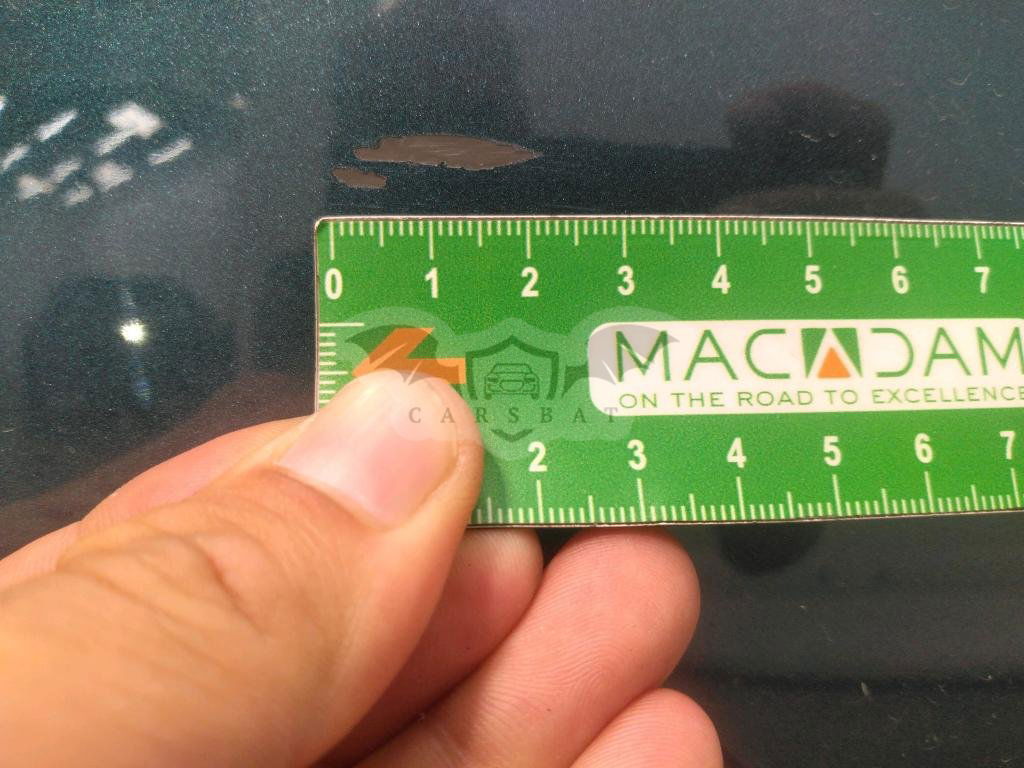 0 1 2 3 4 5 6 7
MACADAM
ON THE ROAD TO EXCELLENCE
CARSBAT
2 3 4 5 6 7